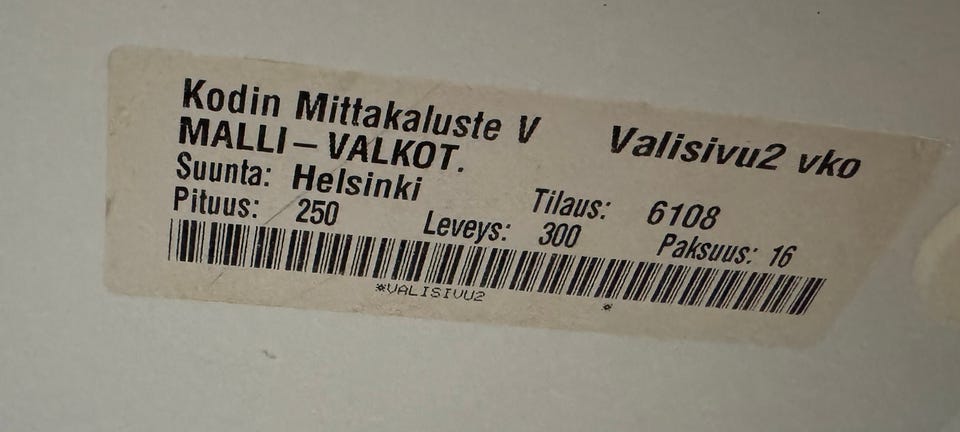 Kodin Mittakaluste V Valisivu2 vko
MALLI – VALKOT.
Suunta: Helsinki Tilaus: 6108
Pituus: 250 Leveys: 300 Paksuus: 16
*VALISIVU2 *